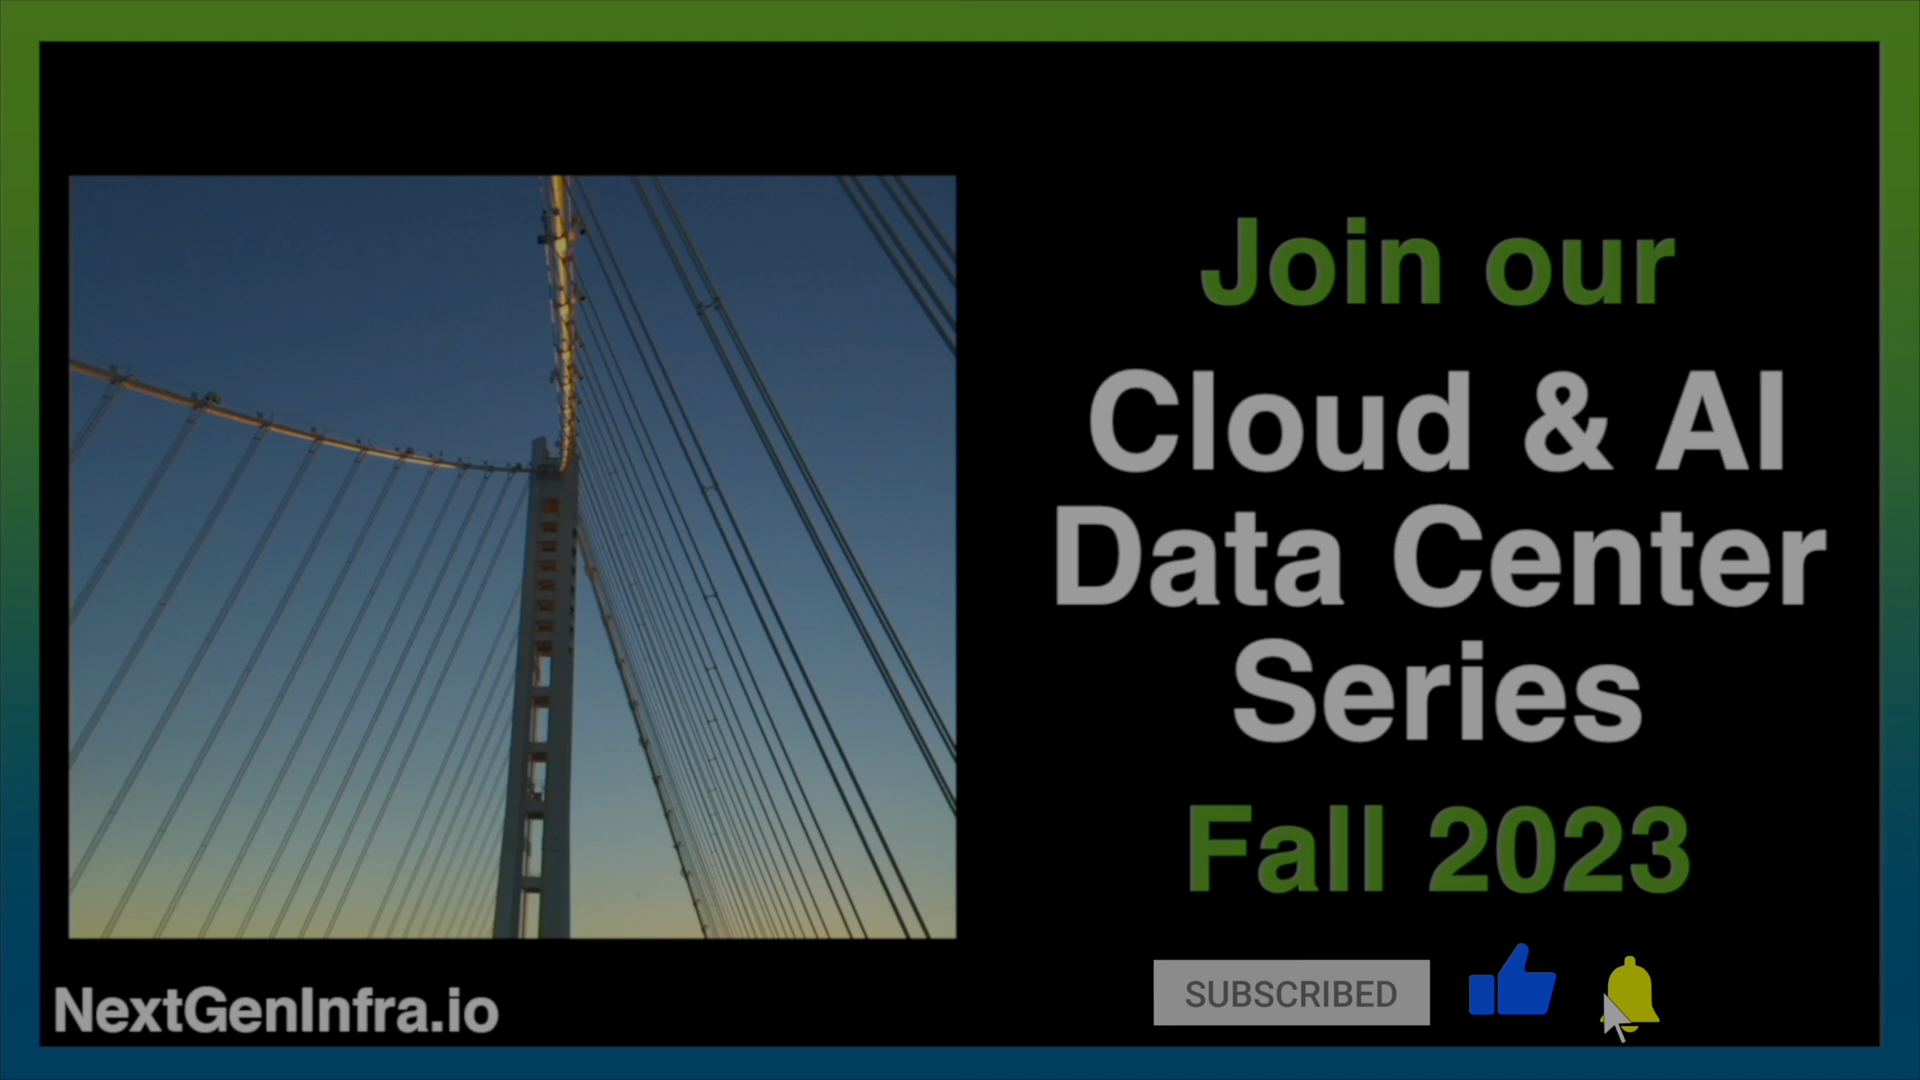 Join our
Cloud & AI
Data Center
Series
Fall 2023
SUBSCRIBED
NextGenInfra.io